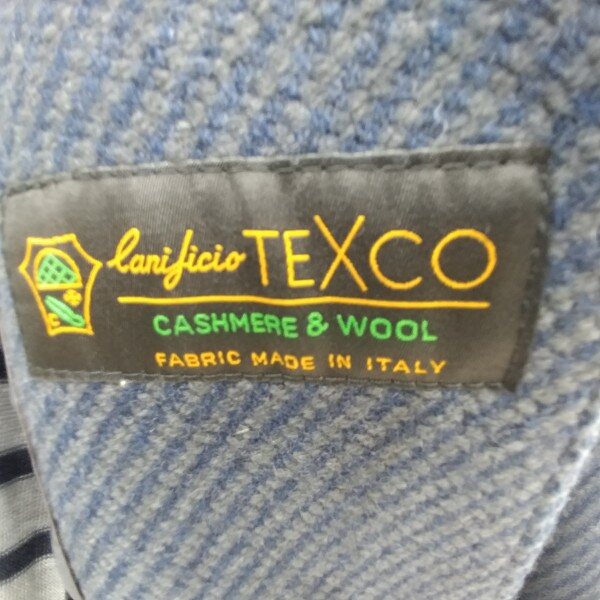 Lanificio TEXCO
CASHMERE & WOOL
FABRIC MADE IN ITALY